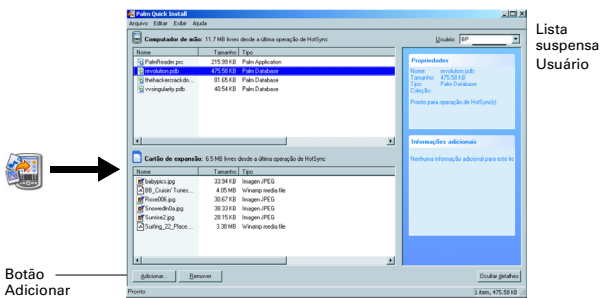 Palm Quick Install
Arquivo Editar Exibir Ajuda
Computador de mão: 11.7 MB livres desde a última operação de HotSync
Usuário: BP
Lista suspensa Usuário
Nome Tamanho Tipo
PalmReader.prc 215.99 KB Palm Application
revolution.pdb 475.58 KB Palm Database
thehackercrackdo... 81.65 KB Palm Database
vvsingularity.pdb 40.54 KB Palm Database
Propriedades
Nome: revolution.pdb
Tamanho: 475.58 KB
Tipo: Palm Database
Coleção:
Pronto para operação de HotSync(r)
Cartão de expansão: 6.5 MB livres desde a última operação de HotSync
Nome Tamanho Tipo
babypics.jpg 33.94 KB Imagen JPEG
BB_Cruisin' Tunes.... 4.05 MB Winamp media file
Rose006.jpg 30.67 KB Imagen JPEG
SnowedIn0a.jpg 38.33 KB Imagen JPEG
Sunrise2.jpg 28.15 KB Imagen JPEG
Surfing_22_Place.... 3.38 MB Winamp media file
Informações adicionais
Nenhuma informação adicional para este ite
Botão Adicionar
Adicionar... Remover
Ocultar detalhes
Pronto
1 item, 475.58 KB